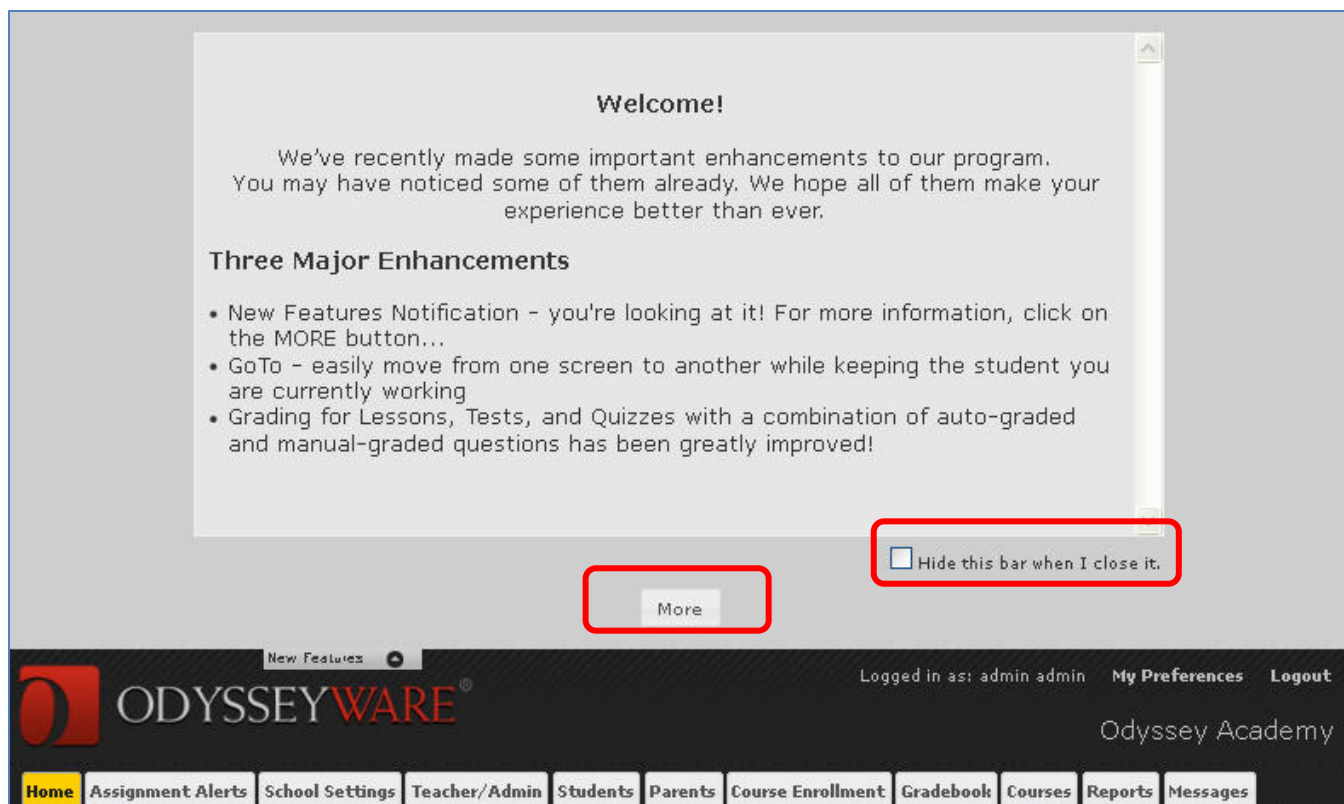 Welcome!
We've recently made some important enhancements to our program.
You may have noticed some of them already. We hope all of them make your
experience better than ever.
Three Major Enhancements
• New Features Notification – you're looking at it! For more information, click on
the MORE button...
• GoTo – easily move from one screen to another while keeping the student you
are currently working
• Grading for Lessons, Tests, and Quizzes with a combination of auto-graded
and manual-graded questions has been greatly improved!
Hide this bar when I close it.
More
New Features
Logged in as: admin admin My Preferences Logout
ODYSSEYWARE®
Odyssey Academy
Home Assignment Alerts School Settings Teacher/Admin Students Parents Course Enrollment Gradebook Courses Reports Messages